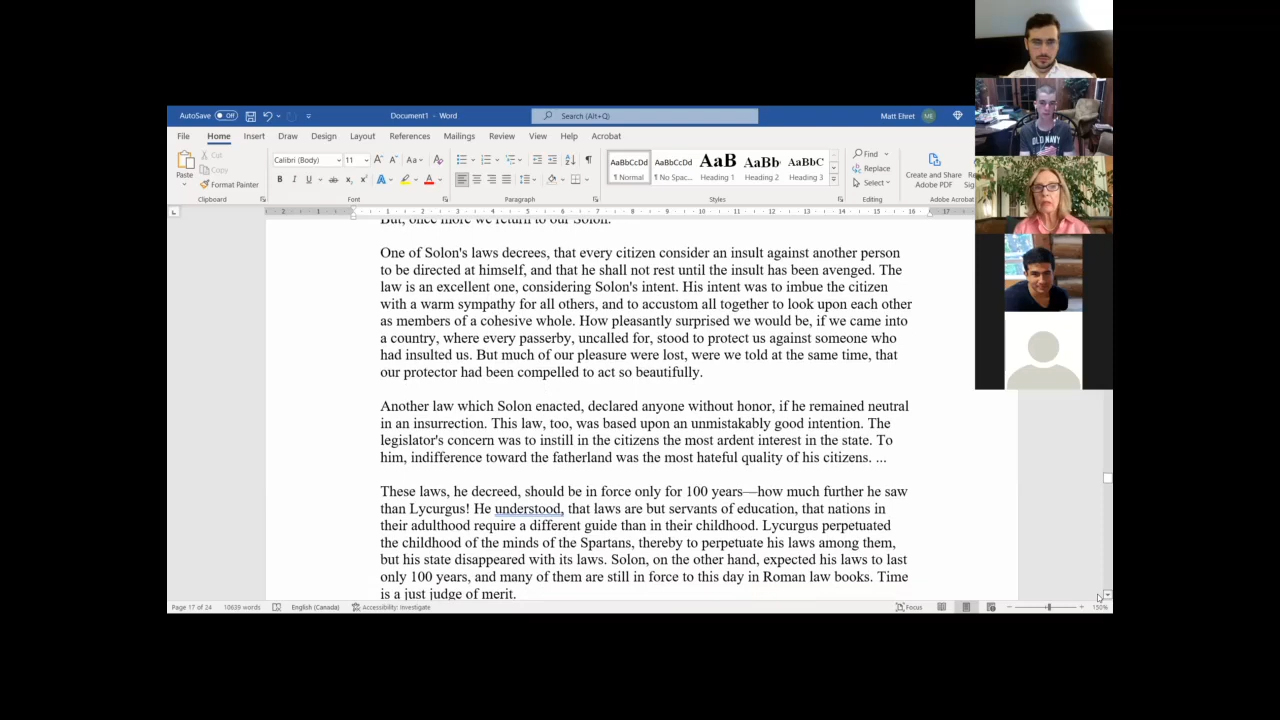 AutoSave Off
Document1 - Word
Search (Alt+Q)
Matt Ehret
ME
File Home Insert Draw Design Layout References Mailings Review View Help Acrobat
Paste
Cut
Copy
Format Painter
Clipboard
Calibri (Body) 11
Font
Paragraph
AaBbCcDd AaBbCcDd AaB AaBb AaBbC
¶ Normal ¶ No Spac... Heading 1 Heading 2 Heading 3
Styles
Find
Replace
Select
Editing
Create and Share
Adobe PDF
Adobe Acrobat
But, once more we return to our Solon.
One of Solon's laws decrees, that every citizen consider an insult against another person
to be directed at himself, and that he shall not rest until the insult has been avenged. The
law is an excellent one, considering Solon's intent. His intent was to imbue the citizen
with a warm sympathy for all others, and to accustom all together to look upon each other
as members of a cohesive whole. How pleasantly surprised we would be, if we came into
a country, where every passerby, uncalled for, stood to protect us against someone who
had insulted us. But much of our pleasure were lost, were we told at the same time, that
our protector had been compelled to act so beautifully.
Another law which Solon enacted, declared anyone without honor, if he remained neutral
in an insurrection. This law, too, was based upon an unmistakably good intention. The
legislator's concern was to instill in the citizens the most ardent interest in the state. To
him, indifference toward the fatherland was the most hateful quality of his citizens. ...
These laws, he decreed, should be in force only for 100 years—how much further he saw
than Lycurgus! He understood, that laws are but servants of education, that nations in
their adulthood require a different guide than in their childhood. Lycurgus perpetuated
the childhood of the minds of the Spartans, thereby to perpetuate his laws among them,
but his state disappeared with its laws. Solon, on the other hand, expected his laws to last
only 100 years, and many of them are still in force to this day in Roman law books. Time
is a just judge of merit.
Page 17 of 24 10639 words English (Canada) Accessibility: Investigate Focus 150%
OLD NAVY